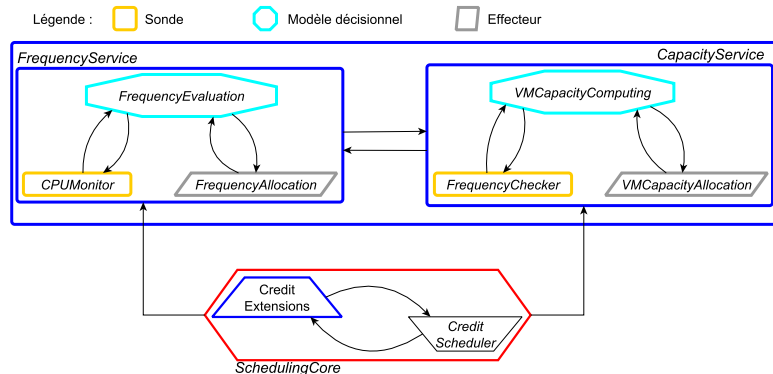 Légende :
Sonde
Modèle décisionnel
Effecteur
FrequencyService
CapacityService
FrequencyEvaluation
VMCapacityComputing
CPUMonitor
FrequencyAllocation
FrequencyChecker
VMCapacityAllocation
Credit
Extensions
Credit
Scheduler
SchedulingCore